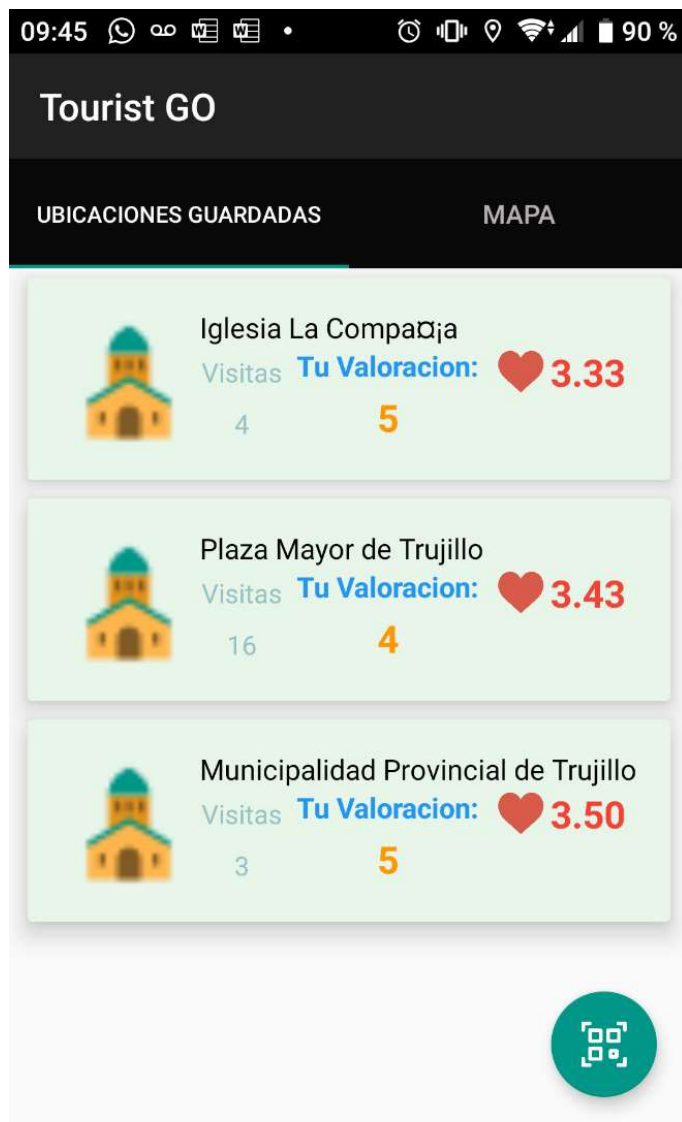 09:45 90 %
Tourist GO
UBICACIONES GUARDADAS MAPA
Iglesia La Compa¤¡a
Visitas Tu Valoracion: 3.33
4 5
Plaza Mayor de Trujillo
Visitas Tu Valoracion: 3.43
16 4
Municipalidad Provincial de Trujillo
Visitas Tu Valoracion: 3.50
3 5